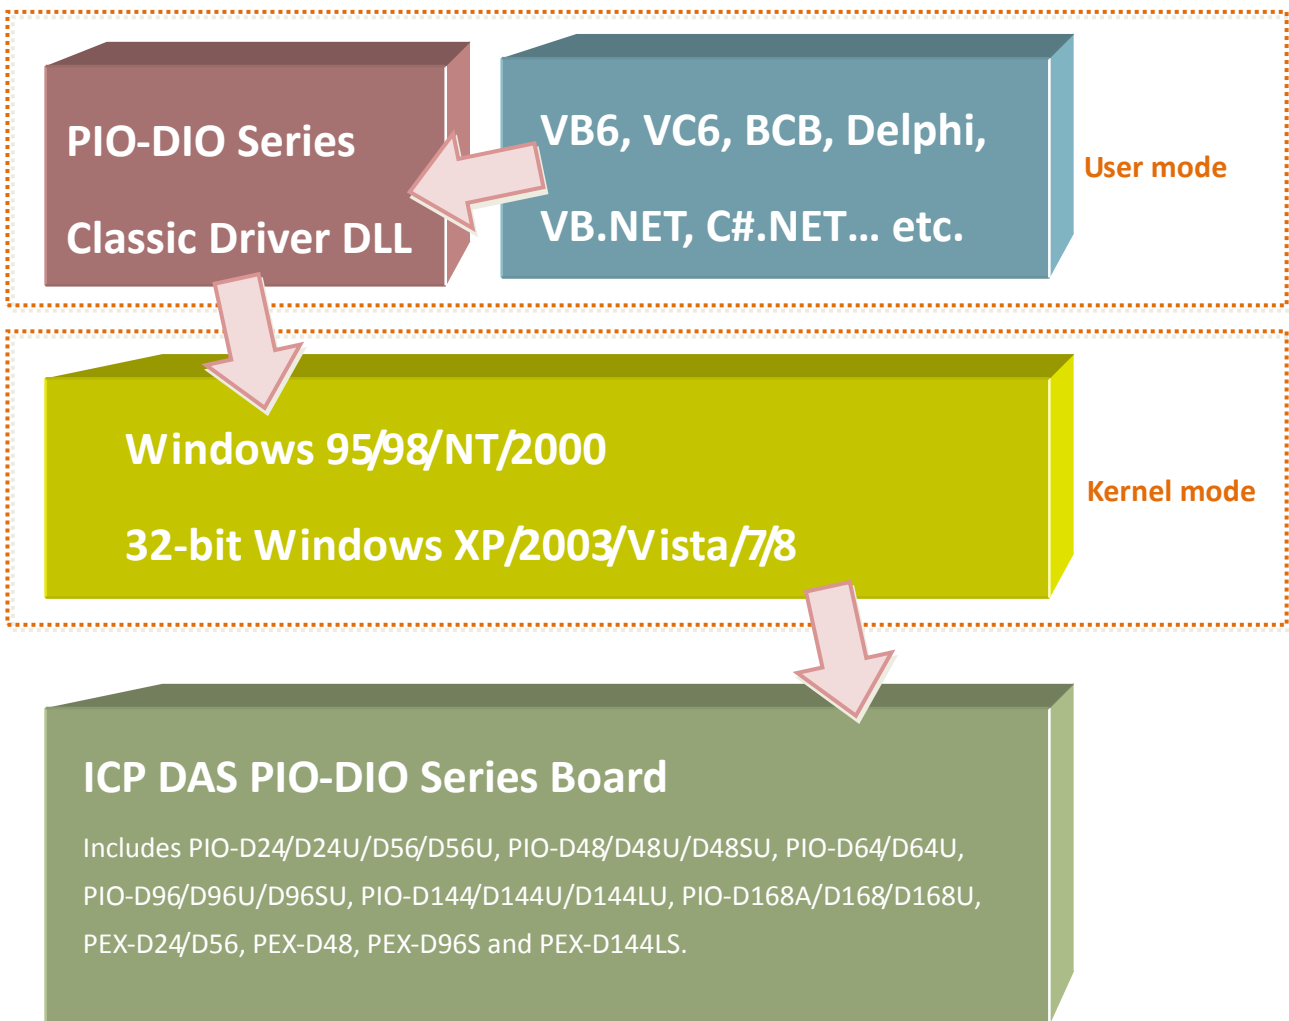 PIO-DIO Series
Classic Driver DLL
VB6, VC6, BCB, Delphi,
VB.NET, C#.NET... etc.
User mode
Windows 95/98/NT/2000
32-bit Windows XP/2003/Vista/7/8
Kernel mode
ICP DAS PIO-DIO Series Board
Includes PIO-D24/D24U/D56/D56U, PIO-D48/D48U/D48SU, PIO-D64/D64U,
PIO-D96/D96U/D96SU, PIO-D144/D144U/D144LU, PIO-D168A/D168/D168U,
PEX-D24/D56, PEX-D48, PEX-D96S and PEX-D144LS.